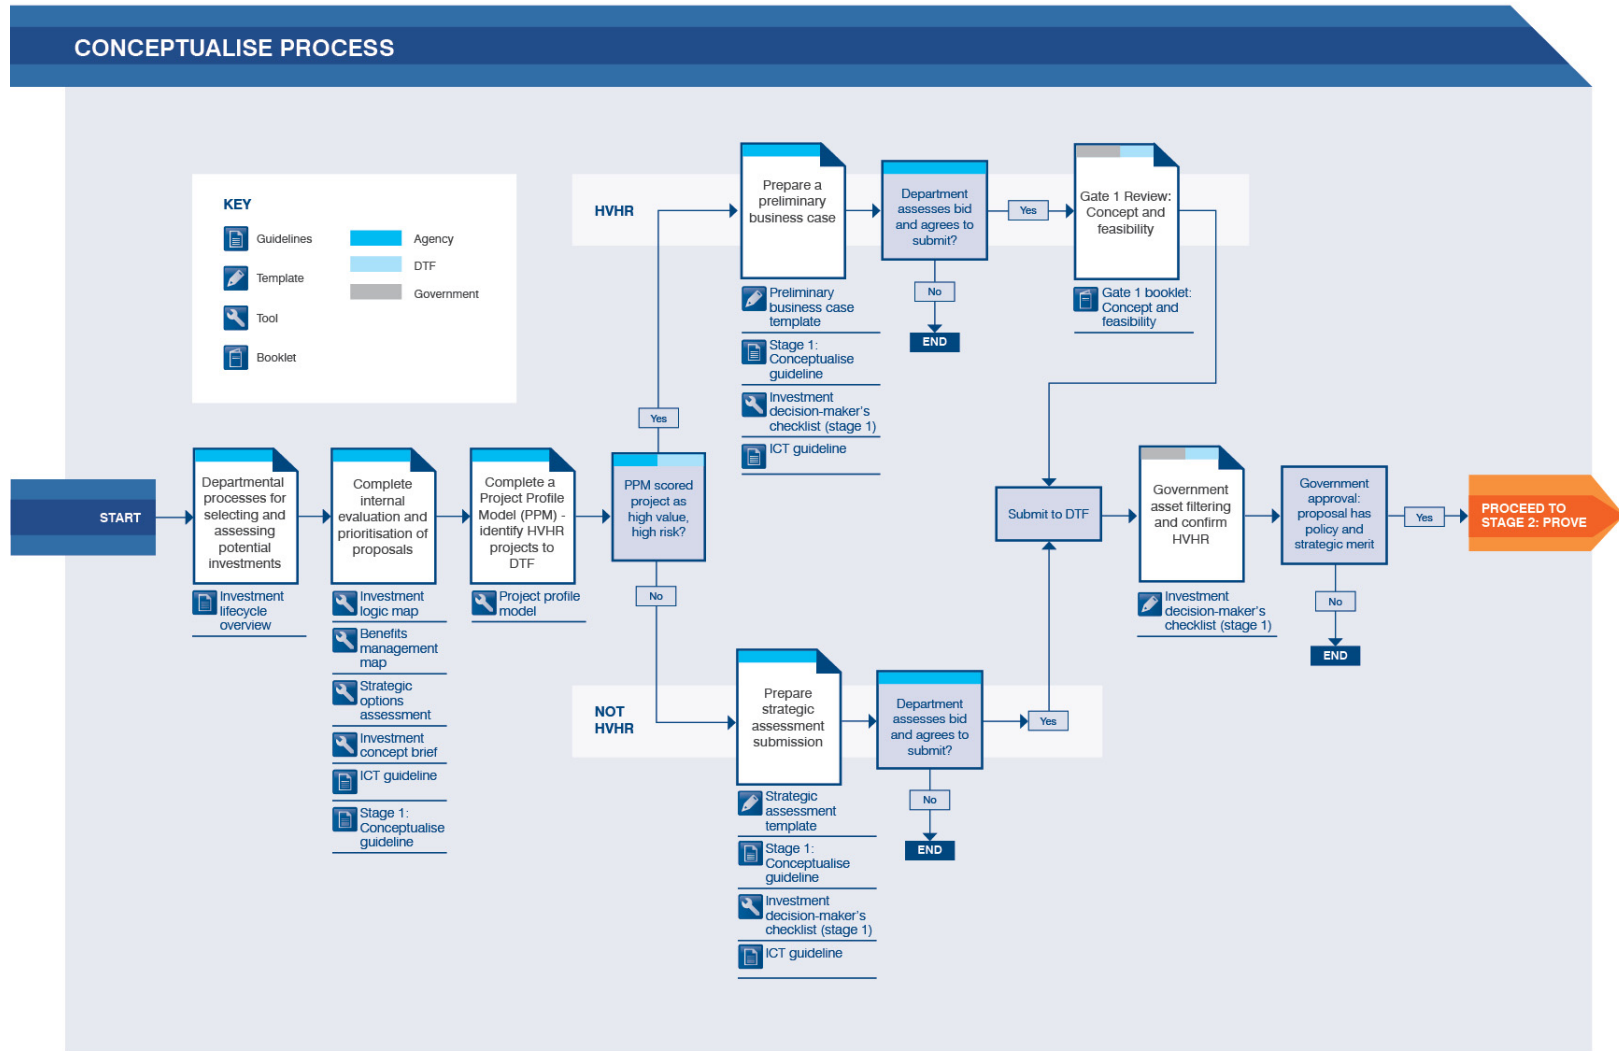 CONCEPTUALISE PROCESS
KEY
Guidelines
Template
Tool
Booklet
Agency
DTF
Government
HVHR
Prepare a
preliminary
business case
Preliminary
business case
template
Stage 1:
Conceptualise
guideline
Investment
decision-maker's
checklist (stage 1)
ICT guideline
Department
assesses bid
and agrees to
submit?
Yes
No
END
Gate 1 Review:
Concept and
feasibility
Gate 1 booklet:
Concept and
feasibility
START
Departmental
processes for
selecting and
assessing
potential
investments
Investment
lifecycle
overview
Complete
internal
evaluation and
prioritisation of
proposals
Investment
logic map
Benefits
management
map
Strategic
options
assessment
Investment
concept brief
ICT guideline
Stage 1:
Conceptualise
guideline
Complete a
Project Profile
Model (PPM) -
identify HVHR
projects to
DTF
Project profile
model
Yes
PPM scored
project as
high value,
high risk?
No
NOT
HVHR
Prepare
strategic
assessment
submission
Strategic
assessment
template
Stage 1:
Conceptualise
guideline
Investment
decision-maker's
checklist (stage 1)
ICT guideline
Department
assesses bid
and agrees to
submit?
Yes
No
END
Submit to DTF
Government
asset filtering
and confirm
HVHR
Investment
decision-maker's
checklist (stage 1)
Government
approval:
proposal has
policy and
strategic merit
Yes
No
END
PROCEED TO
STAGE 2: PROVE